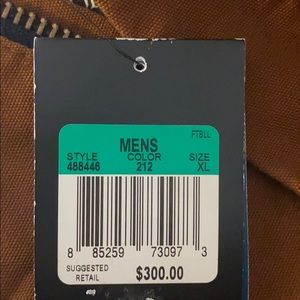 FTBLL
MENS
STYLE COLOR SIZE
488446 212 XL
8 85259 73097 3
SUGGESTED
RETAIL $300.00